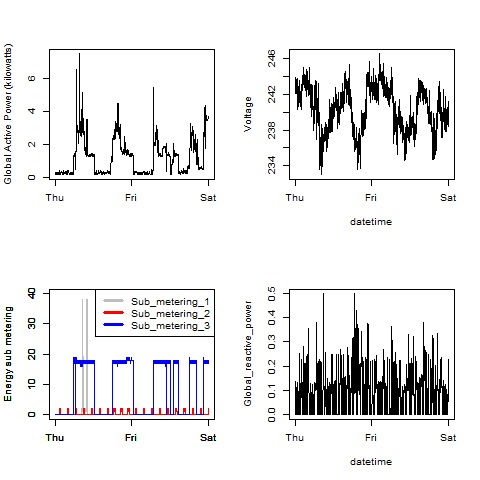 Global Active Power (kilowatts)
0 2 4 6
Thu Fri Sat
Voltage
234 238 242 246
Thu Fri Sat
datetime
Energy sub metering
0 10 20 30 40
Sub_metering_1
Sub_metering_2
Sub_metering_3
Thu Fri Sat
Global_reactive_power
0.0 0.1 0.2 0.3 0.4 0.5
Thu Fri Sat
datetime